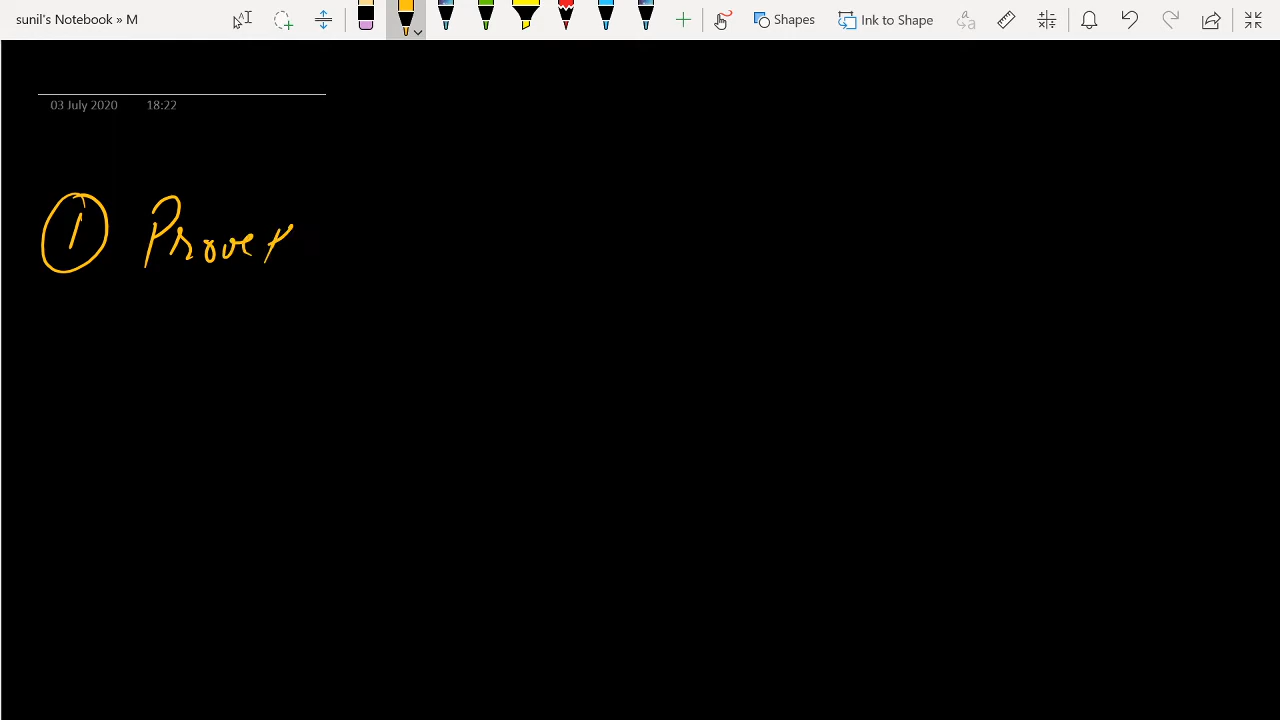 sunil's Notebook » M
Shapes
Ink to Shape
03 July 2020 18:22
1 Prove